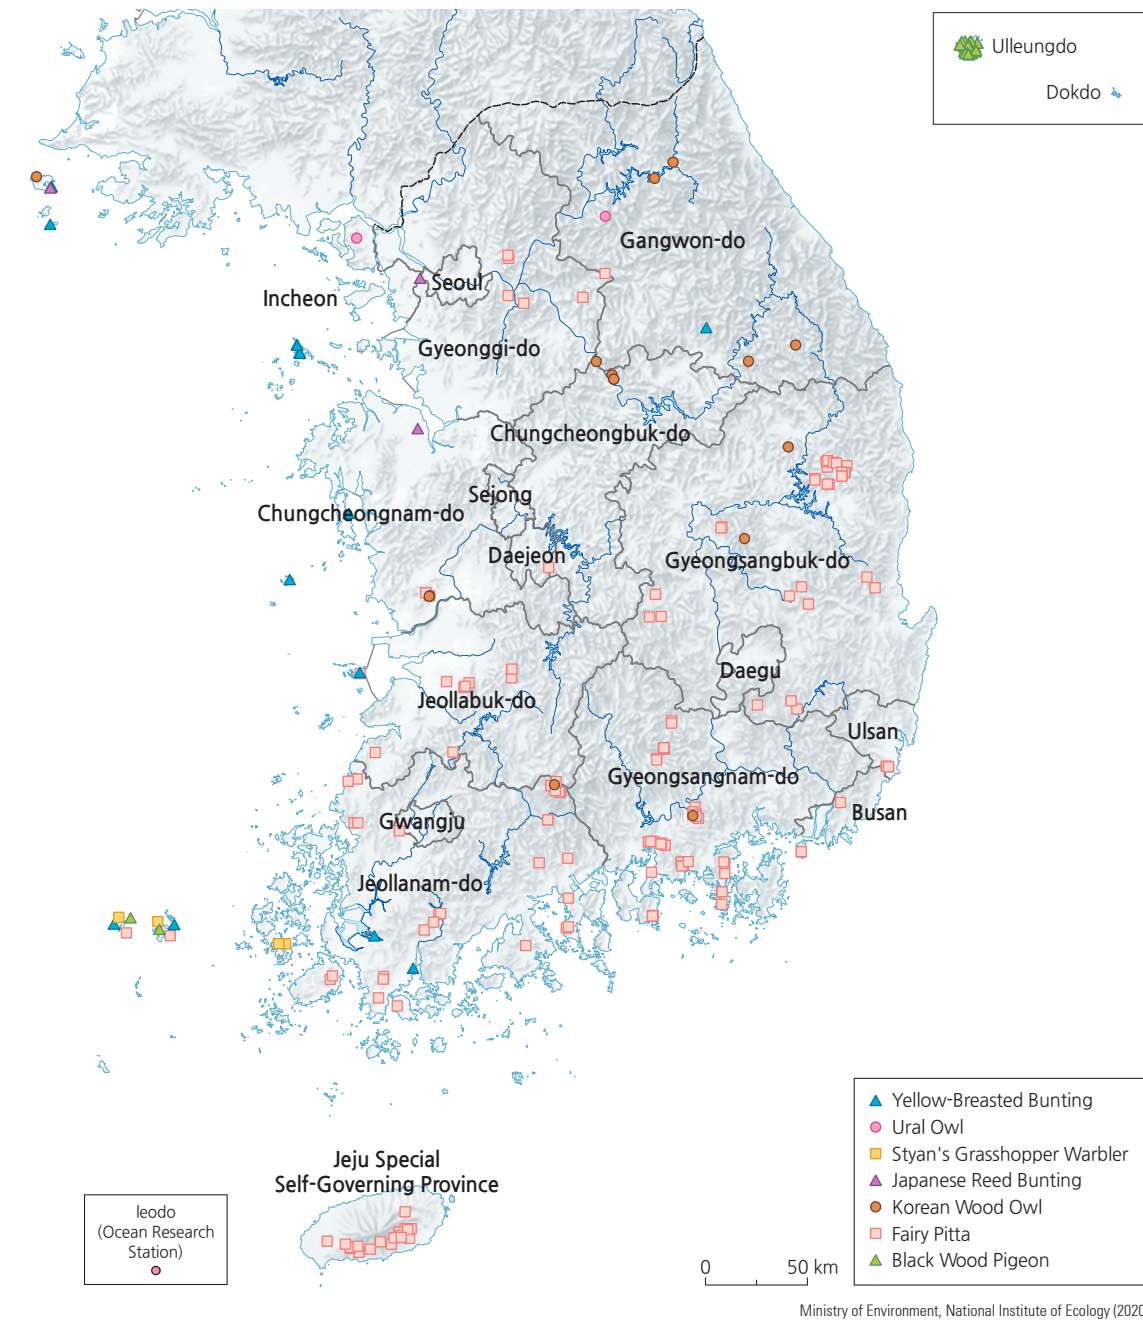 Ulleungdo
Dokdo
Gangwon-do
Seoul
Incheon
Gyeonggi-do
Chungcheongbuk-do
Sejong
Chungcheongnam-do
Daejeon
Gyeongsangbuk-do
Daegu
Jeollabuk-do
Ulsan
Gyeongsangnam-do
Busan
Gwangju
Jeollanam-do
Jeju Special
Self-Governing Province
Ieodo
(Ocean Research
Station)
0 50 km
Yellow-Breasted Bunting
Ural Owl
Styan's Grasshopper Warbler
Japanese Reed Bunting
Korean Wood Owl
Fairy Pitta
Black Wood Pigeon
Ministry of Environment, National Institute of Ecology (2020